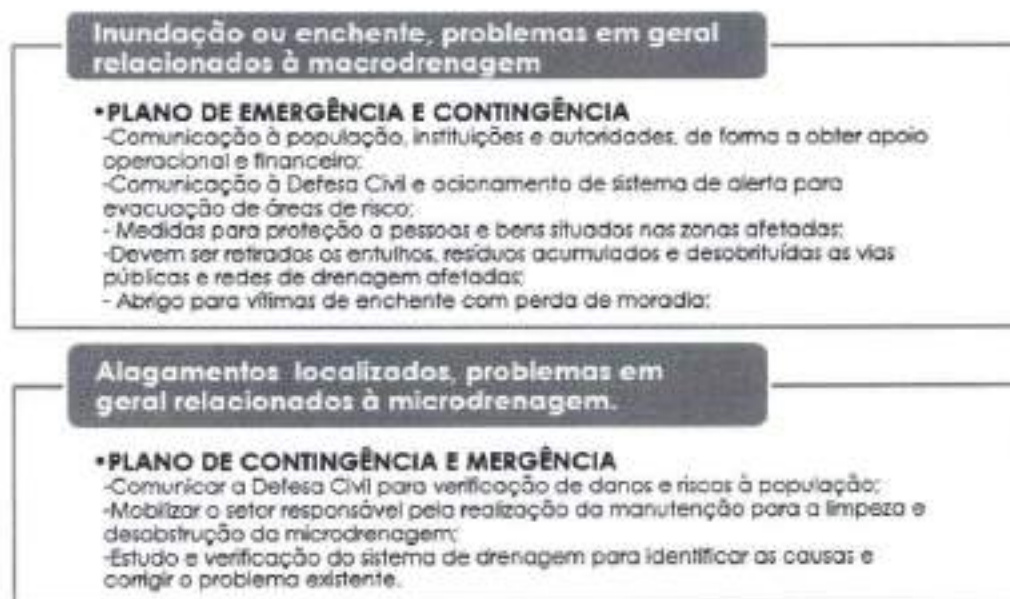 Inundação ou enchente, problemas em geral
relacionados à macrodrenagem
•PLANO DE EMERGÊNCIA E CONTINGÊNCIA
-Comunicação à população, instituições e autoridades, de forma a obter apoio
operacional e financeiro;
-Comunicação à Defesa Civil e acionamento de sistema de alerta para
evacuação de áreas de risco;
- Medidas para proteção a pessoas e bens situados nas zonas afetadas;
-Devem ser retirados os entulhos, resíduos acumulados e desobrituídas as vias
públicas e redes de drenagem afetadas;
- Abrigo para vítimas de enchente com perda de moradia;
Alagamentos localizados, problemas em
geral relacionados à microdrenagem.
•PLANO DE CONTINGÊNCIA E MERGÊNCIA
-Comunicar a Defesa Civil para verificação de danos e riscos à população;
-Mobilizar o setor responsável pela realização da manutenção para a limpeza e
desobstrução da microdrenagem;
-Estudo e verificação do sistema de drenagem para identificar as causas e
corrigir o problema existente.